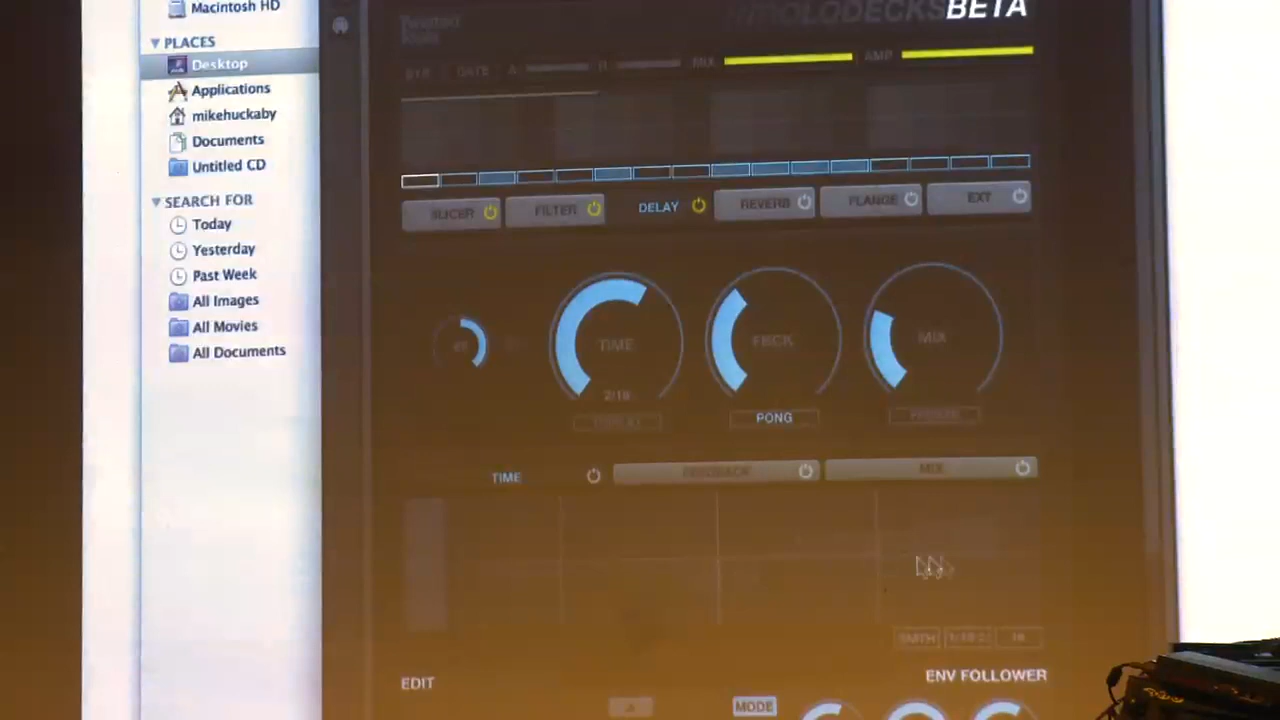 Macintosh HD
PLACES
Desktop
Applications
mikehuckaby
Documents
Untitled CD
SEARCH FOR
Today
Yesterday
Past Week
All Images
All Movies
All Documents
BETA
GATE
MIX
AMP
SLICER
FILTER
DELAY
REVERB
FLANGE
EXT
TIME
FBCK
MIX
PONG
TIME
FEEDBACK
MIX
SMTH
EDIT
ENV FOLLOWER
MODE